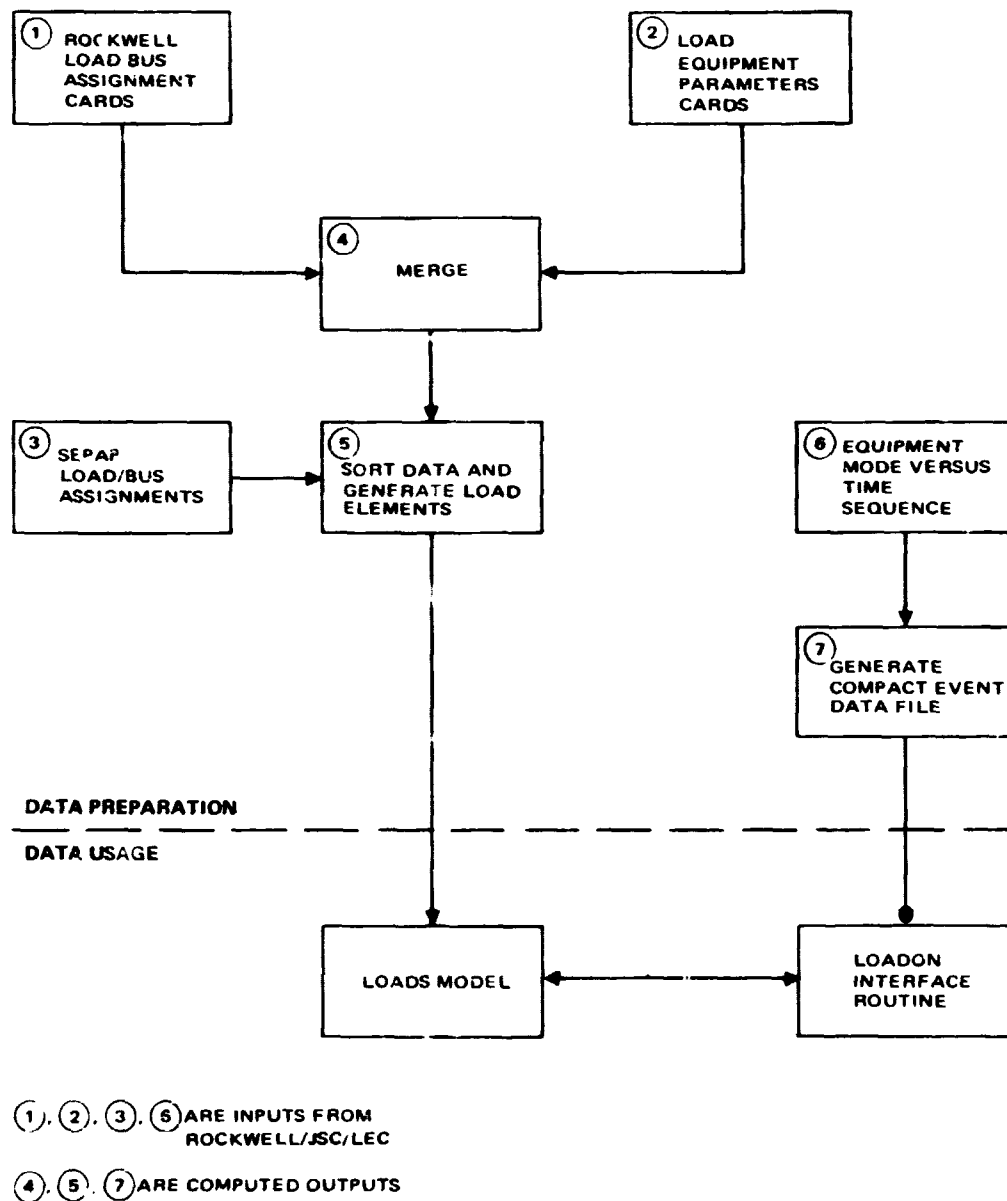 1 ROCKWELL
LOAD BUS
ASSIGNMENT
CARDS
2 LOAD
EQUIPMENT
PARAMETERS
CARDS
4
MERGE
3 SEPAP
LOAD/BUS
ASSIGNMENTS
5
SORT DATA AND
GENERATE LOAD
ELEMENTS
6 EQUIPMENT
MODE VERSUS
TIME
SEQUENCE
7 GENERATE
COMPACT EVENT
DATA FILE
DATA PREPARATION
DATA USAGE
LOADS MODEL
LOADON
INTERFACE
ROUTINE
1, 2, 3, 6 ARE INPUTS FROM
ROCKWELL/JSC/LEC
4, 5, 7 ARE COMPUTED OUTPUTS